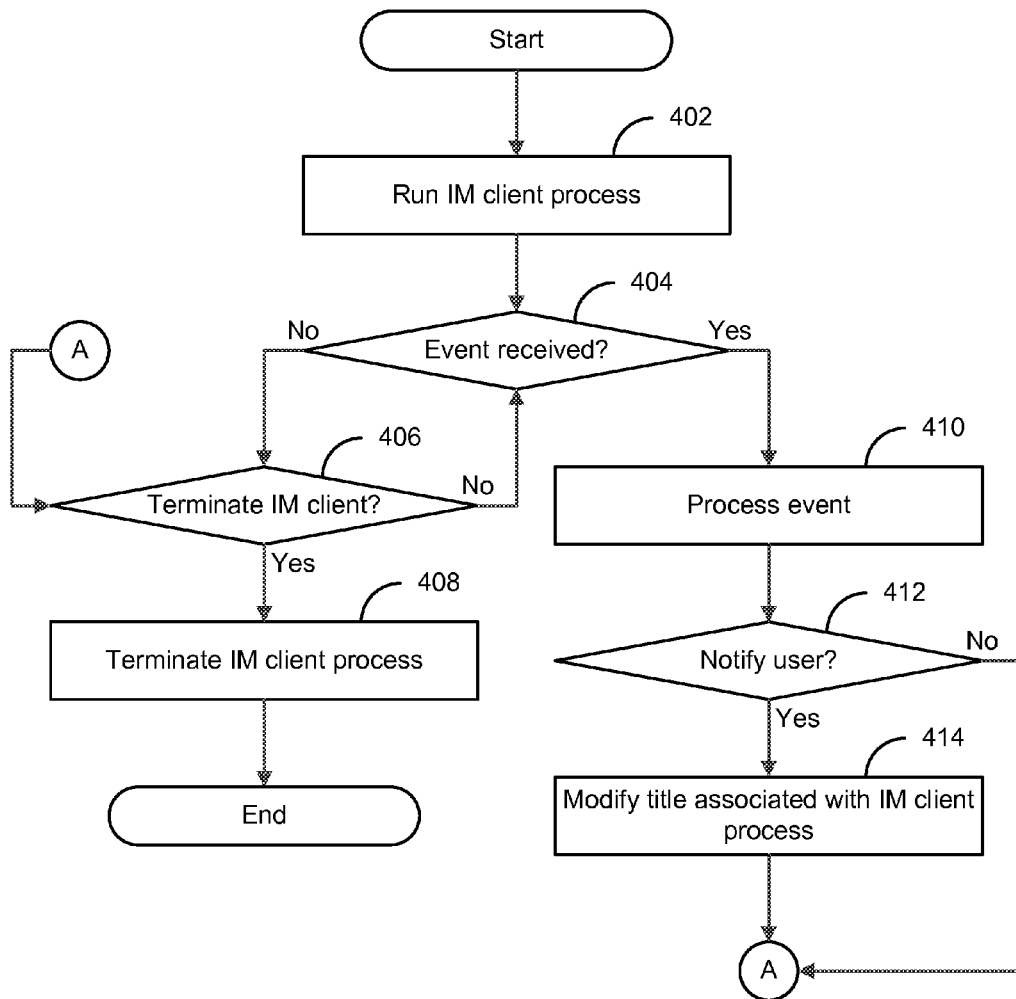 Start
402
Run IM client process
404
No
Yes
Event received?
A
406
410
Terminate IM client?
No
Process event
Yes
408
412
Terminate IM client process
Notify user?
No
Yes
414
End
Modify title associated with IM client
process
A